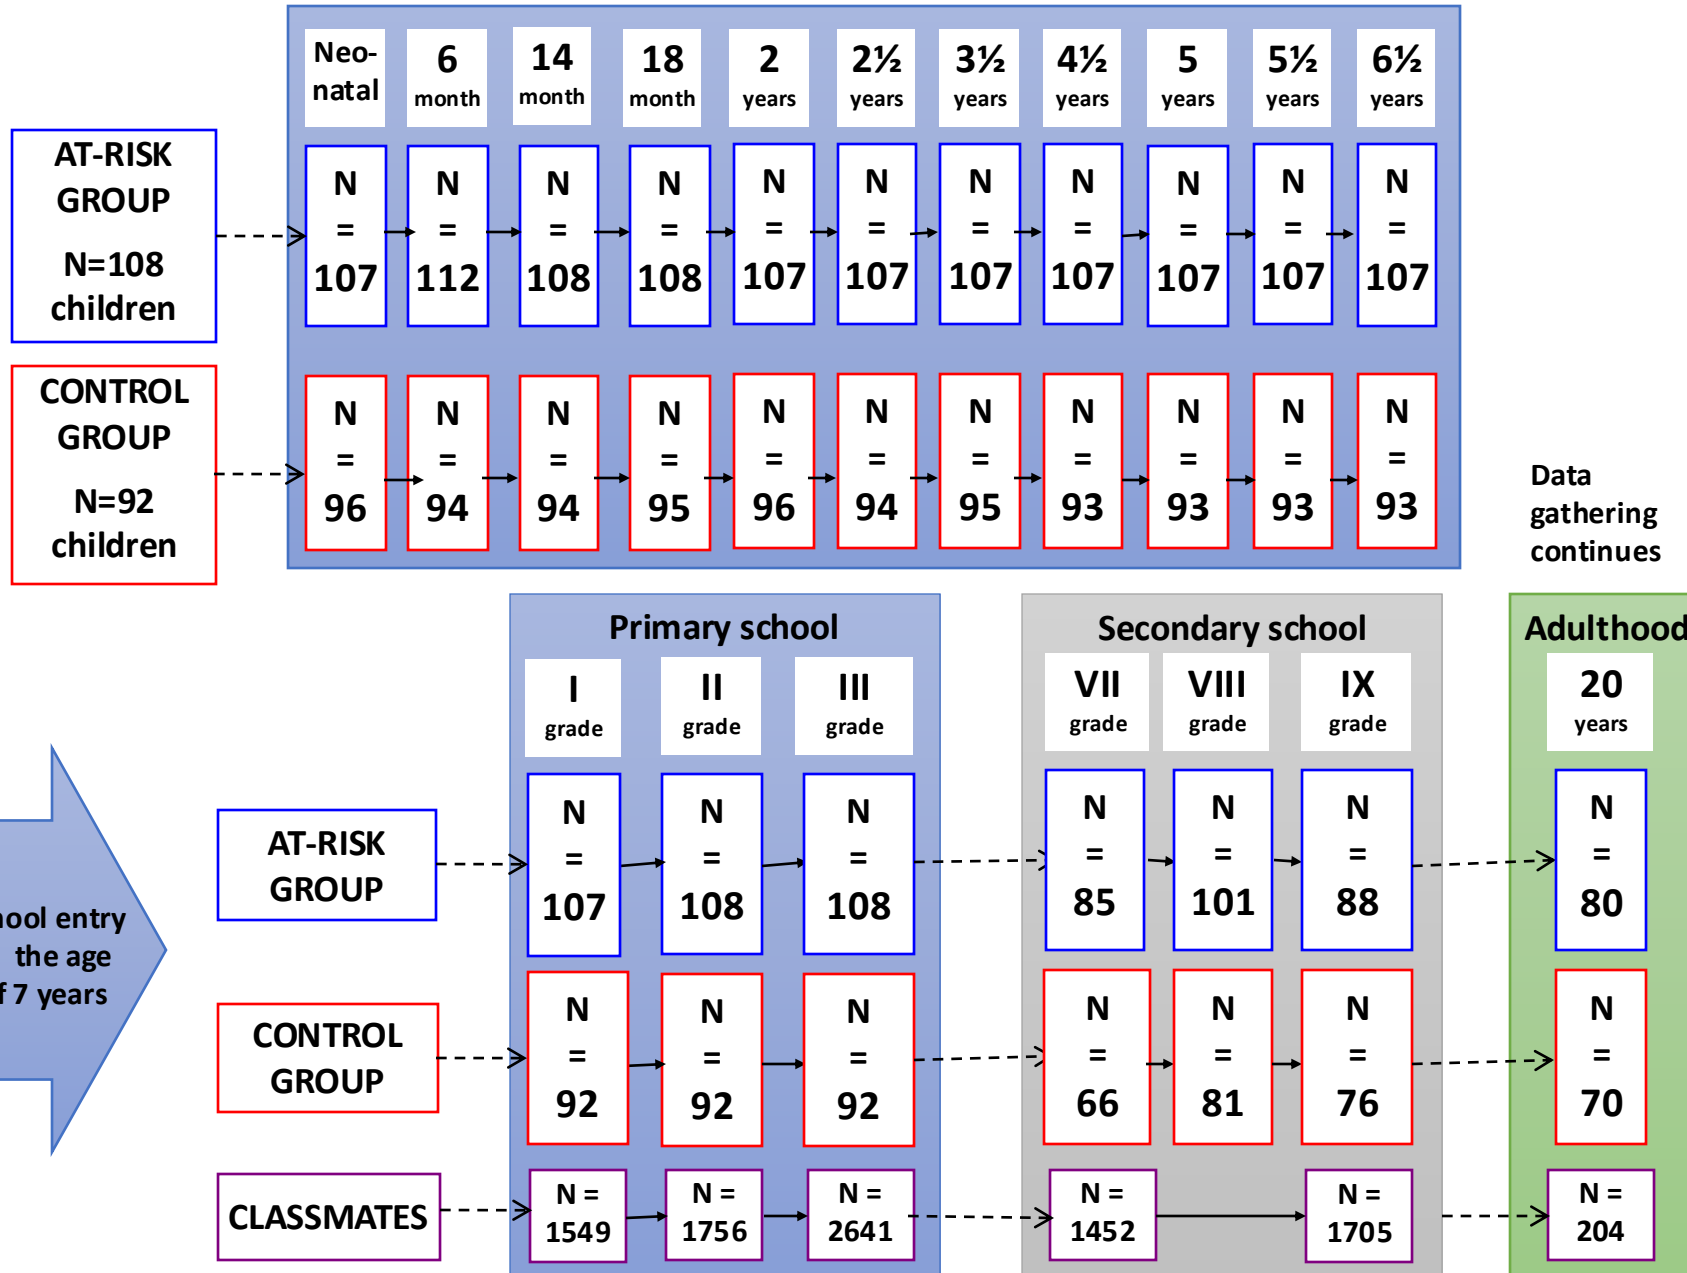 Neo-
natal
6
month
14
month
18
month
2
years
2½
years
3½
years
4½
years
5
years
5½
years
6½
years
AT-RISK
GROUP
N=108
children
N
=
107
N
=
112
N
=
108
N
=
108
N
=
107
N
=
107
N
=
107
N
=
107
N
=
107
N
=
107
N
=
107
CONTROL
GROUP
N=92
children
N
=
96
N
=
94
N
=
94
N
=
95
N
=
96
N
=
94
N
=
95
N
=
93
N
=
93
N
=
93
N
=
93
Data
gathering
continues
Primary school
I
grade
II
grade
III
grade
Secondary school
VII
grade
VIII
grade
IX
grade
Adulthood
20
years
hool entry
the age
f 7 years
AT-RISK
GROUP
N
=
107
N
=
108
N
=
108
N
=
85
N
=
101
N
=
88
N
=
80
CONTROL
GROUP
N
=
92
N
=
92
N
=
92
N
=
66
N
=
81
N
=
76
N
=
70
CLASSMATES
N =
1549
N =
1756
N =
2641
N =
1452
N =
1705
N =
204